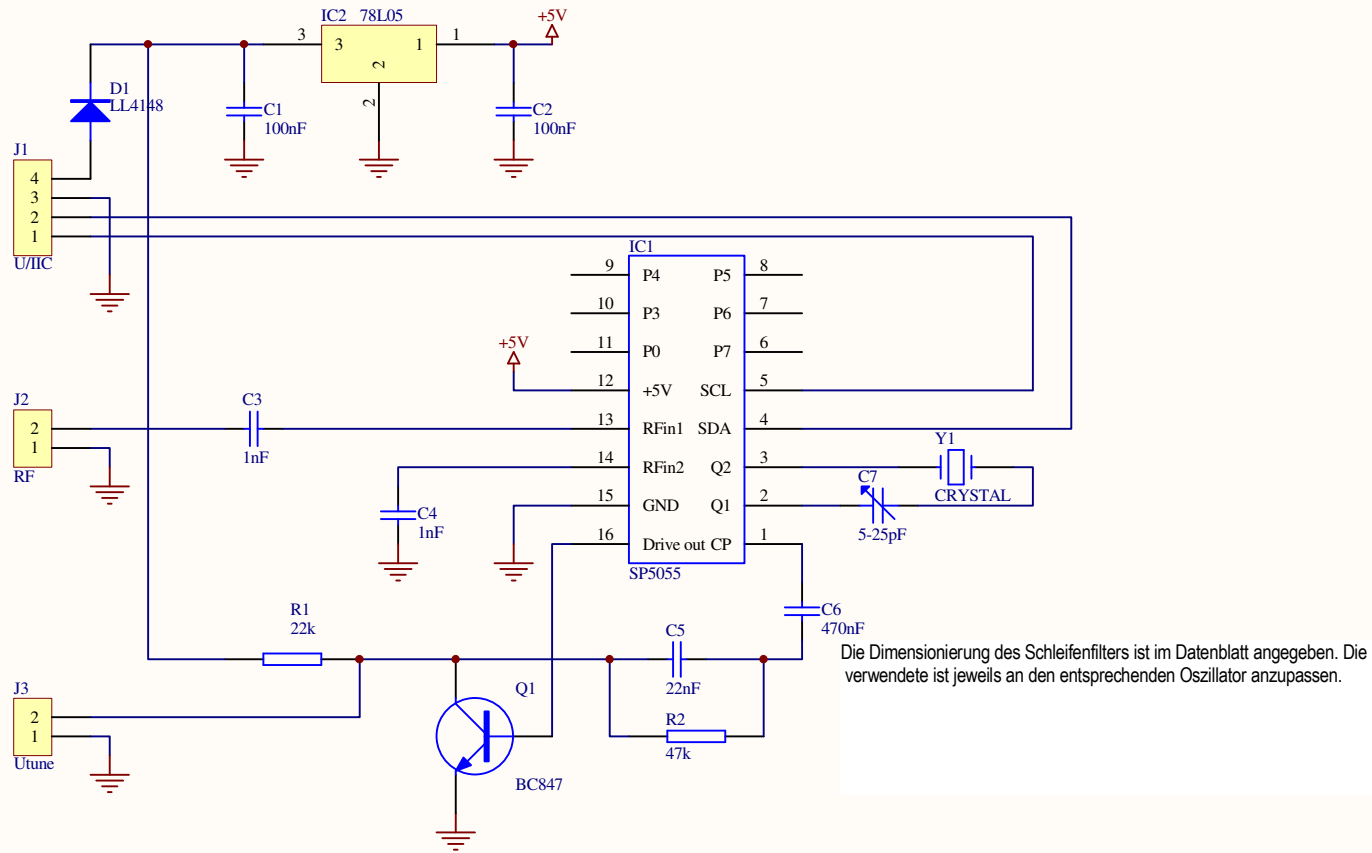 IC2 78L05
+5V
3
3
1
1
2
2
D1
LL4148
C1
100nF
C2
100nF
J1
4
3
2
1
U/IIC
IC1
9
P4
P5
8
10
P3
P6
7
11
P0
P7
6
+5V
12
+5V
SCL
5
J2
2
1
RF
C3
1nF
13
RFin1
SDA
4
14
RFin2
Q2
3
Y1
CRYSTAL
C4
1nF
15
GND
Q1
2
C7
5-25pF
16
Drive out
CP
1
SP5055
R1
22k
C5
22nF
C6
470nF
Die Dimensionierung des Schleifenfilters ist im Datenblatt angegeben. Die
verwendete ist jeweils an den entsprechenden Oszillator anzupassen.
J3
2
1
Utune
Q1
BC847
R2
47k